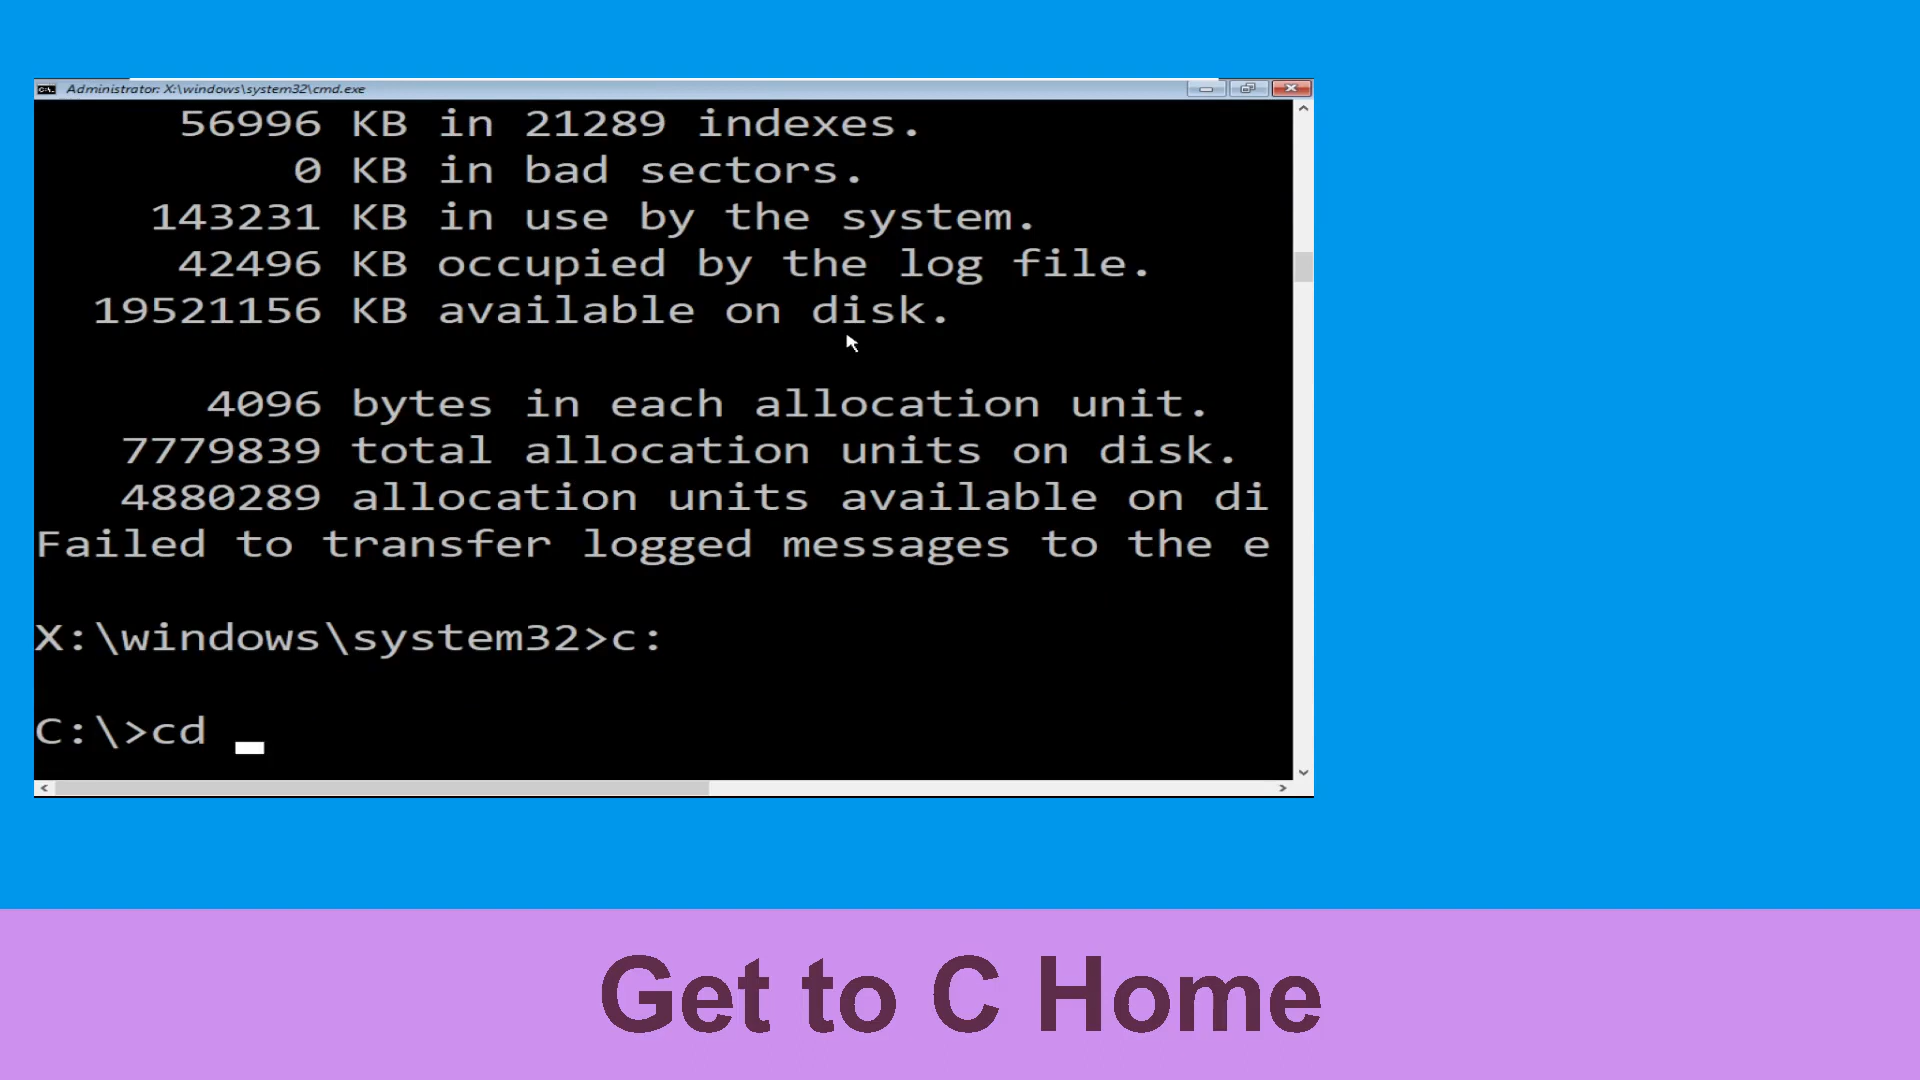 Administrator: X:\windows\system32\cmd.exe
56996 KB in 21289 indexes.
0 KB in bad sectors.
143231 KB in use by the system.
42496 KB occupied by the log file.
19521156 KB available on disk.
4096 bytes in each allocation unit.
7779839 total allocation units on disk.
4880289 allocation units available on di
Failed to transfer logged messages to the e
X:\windows\system32>c:
C:\>cd
Get to C Home